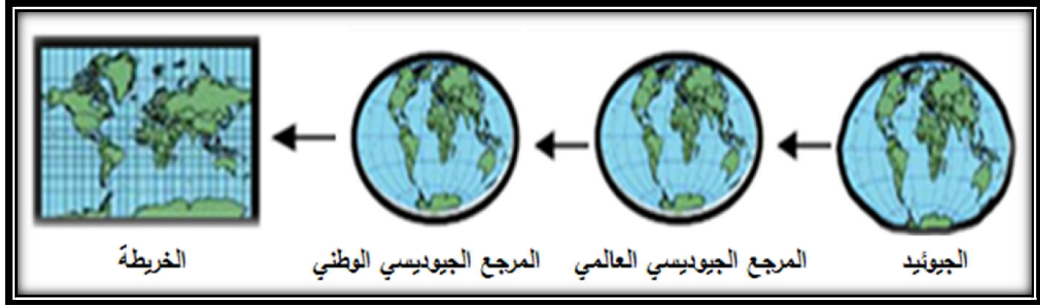 الجيوئيد
المرجع الجيوديسي العالمي
المرجع الجيوديسي الوطني
الخريطة